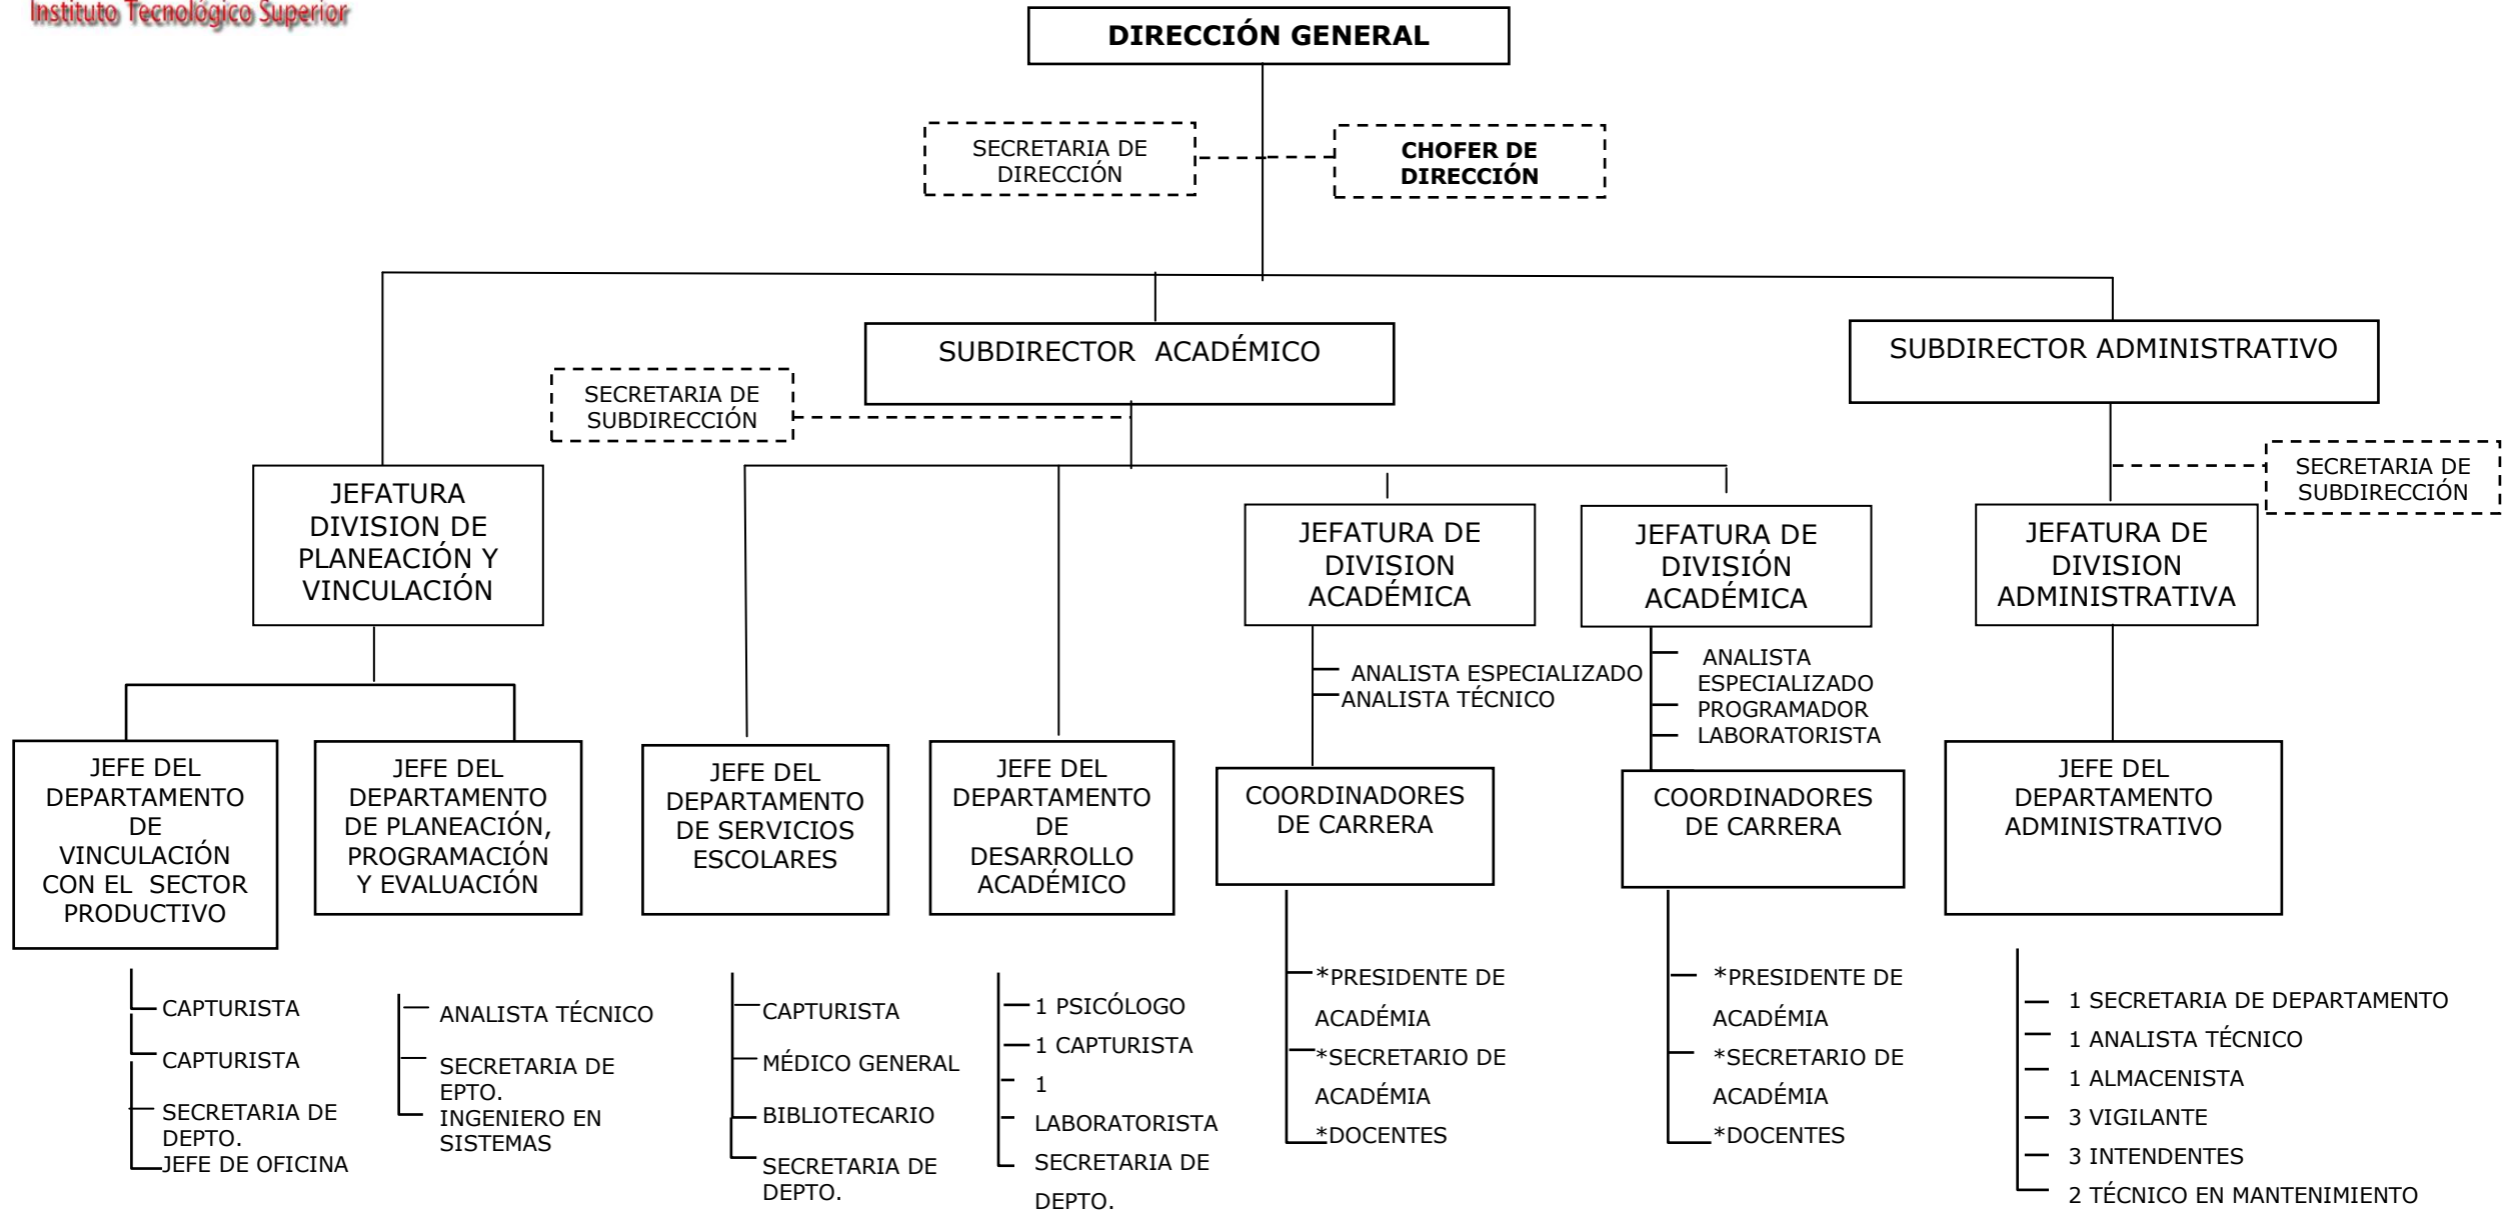 Instituto Tecnológico Superior
DIRECCIÓN GENERAL
SECRETARIA DE
DIRECCIÓN
CHOFER DE
DIRECCIÓN
SUBDIRECTOR ACADÉMICO
SUBDIRECTOR ADMINISTRATIVO
SECRETARIA DE
SUBDIRECCIÓN
SECRETARIA DE
SUBDIRECCIÓN
JEFATURA
DIVISION DE
PLANEACIÓN Y
VINCULACIÓN
JEFATURA DE
DIVISION
ACADÉMICA
JEFATURA DE
DIVISIÓN
ACADÉMICA
JEFATURA DE
DIVISION
ADMINISTRATIVA
ANALISTA ESPECIALIZADO
ANALISTA TÉCNICO
ANALISTA
ESPECIALIZADO
PROGRAMADOR
LABORATORISTA
JEFE DEL
DEPARTAMENTO
DE
VINCULACIÓN
CON EL SECTOR
PRODUCTIVO
JEFE DEL
DEPARTAMENTO
DE PLANEACIÓN,
PROGRAMACIÓN
Y EVALUACIÓN
JEFE DEL
DEPARTAMENTO
DE SERVICIOS
ESCOLARES
JEFE DEL
DEPARTAMENTO
DE
DESARROLLO
ACADÉMICO
COORDINADORES
DE CARRERA
COORDINADORES
DE CARRERA
JEFE DEL
DEPARTAMENTO
ADMINISTRATIVO
CAPTURISTA
CAPTURISTA
SECRETARIA DE
DEPTO.
JEFE DE OFICINA
ANALISTA TÉCNICO
SECRETARIA DE
EPTO.
INGENIERO EN
SISTEMAS
CAPTURISTA
MÉDICO GENERAL
BIBLIOTECARIO
SECRETARIA DE
DEPTO.
1 PSICÓLOGO
1 CAPTURISTA
1
LABORATORISTA
SECRETARIA DE
DEPTO.
*PRESIDENTE DE
ACADÉMIA
*SECRETARIO DE
ACADÉMIA
*DOCENTES
*PRESIDENTE DE
ACADÉMIA
*SECRETARIO DE
ACADÉMIA
*DOCENTES
1 SECRETARIA DE DEPARTAMENTO
1 ANALISTA TÉCNICO
1 ALMACENISTA
3 VIGILANTE
3 INTENDENTES
2 TÉCNICO EN MANTENIMIENTO